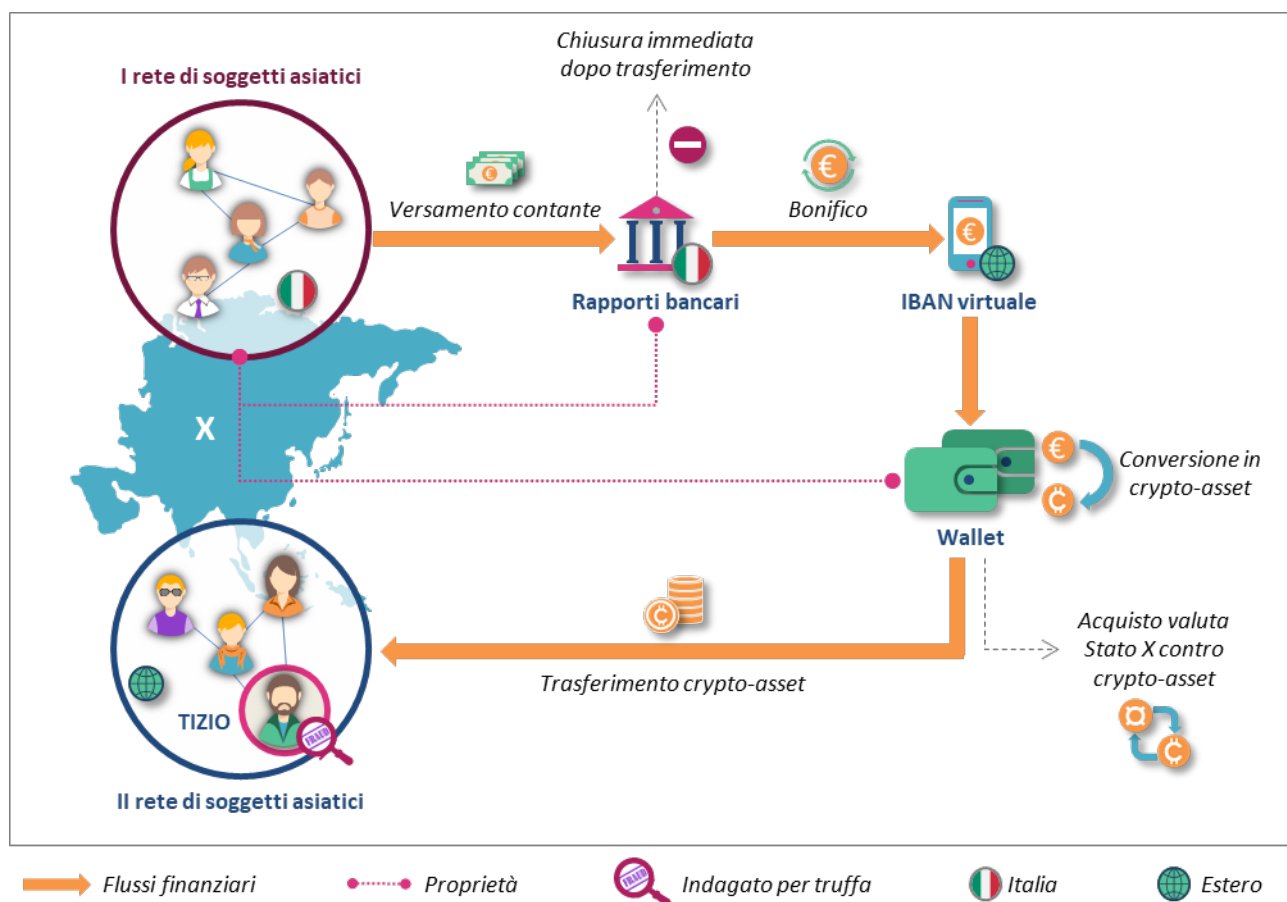 Chiusura immediata
dopo trasferimento
I rete di soggetti asiatici
Versamento contante
Bonifico
Rapporti bancari
IBAN virtuale
X
Conversione in
crypto-asset
Wallet
Acquisto valuta
Stato X contro
crypto-asset
Trasferimento crypto-asset
TIZIO
FRAUD
II rete di soggetti asiatici
Flussi finanziari
Proprietà
FRAUD
Indagato per truffa
Italia
Estero